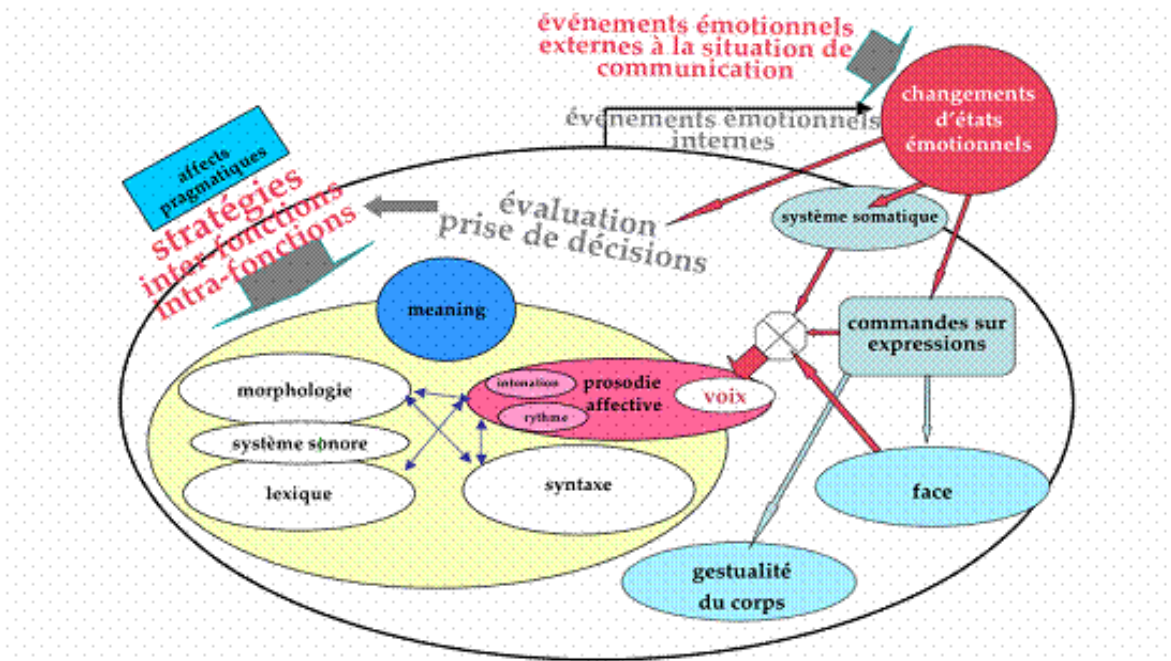 événements émotionnels
externes à la situation de
communication
changements
d'états
émotionnels
événements émotionnels
internes
affects
pragmatiques
stratégies
inter-fonctions
intra-fonctions
évaluation
prise de décisions
système somatique
meaning
commandes sur
expressions
morphologie
intonation
prosodie
affective
voix
rythme
système sonore
lexique
syntaxe
face
gestualité
du corps